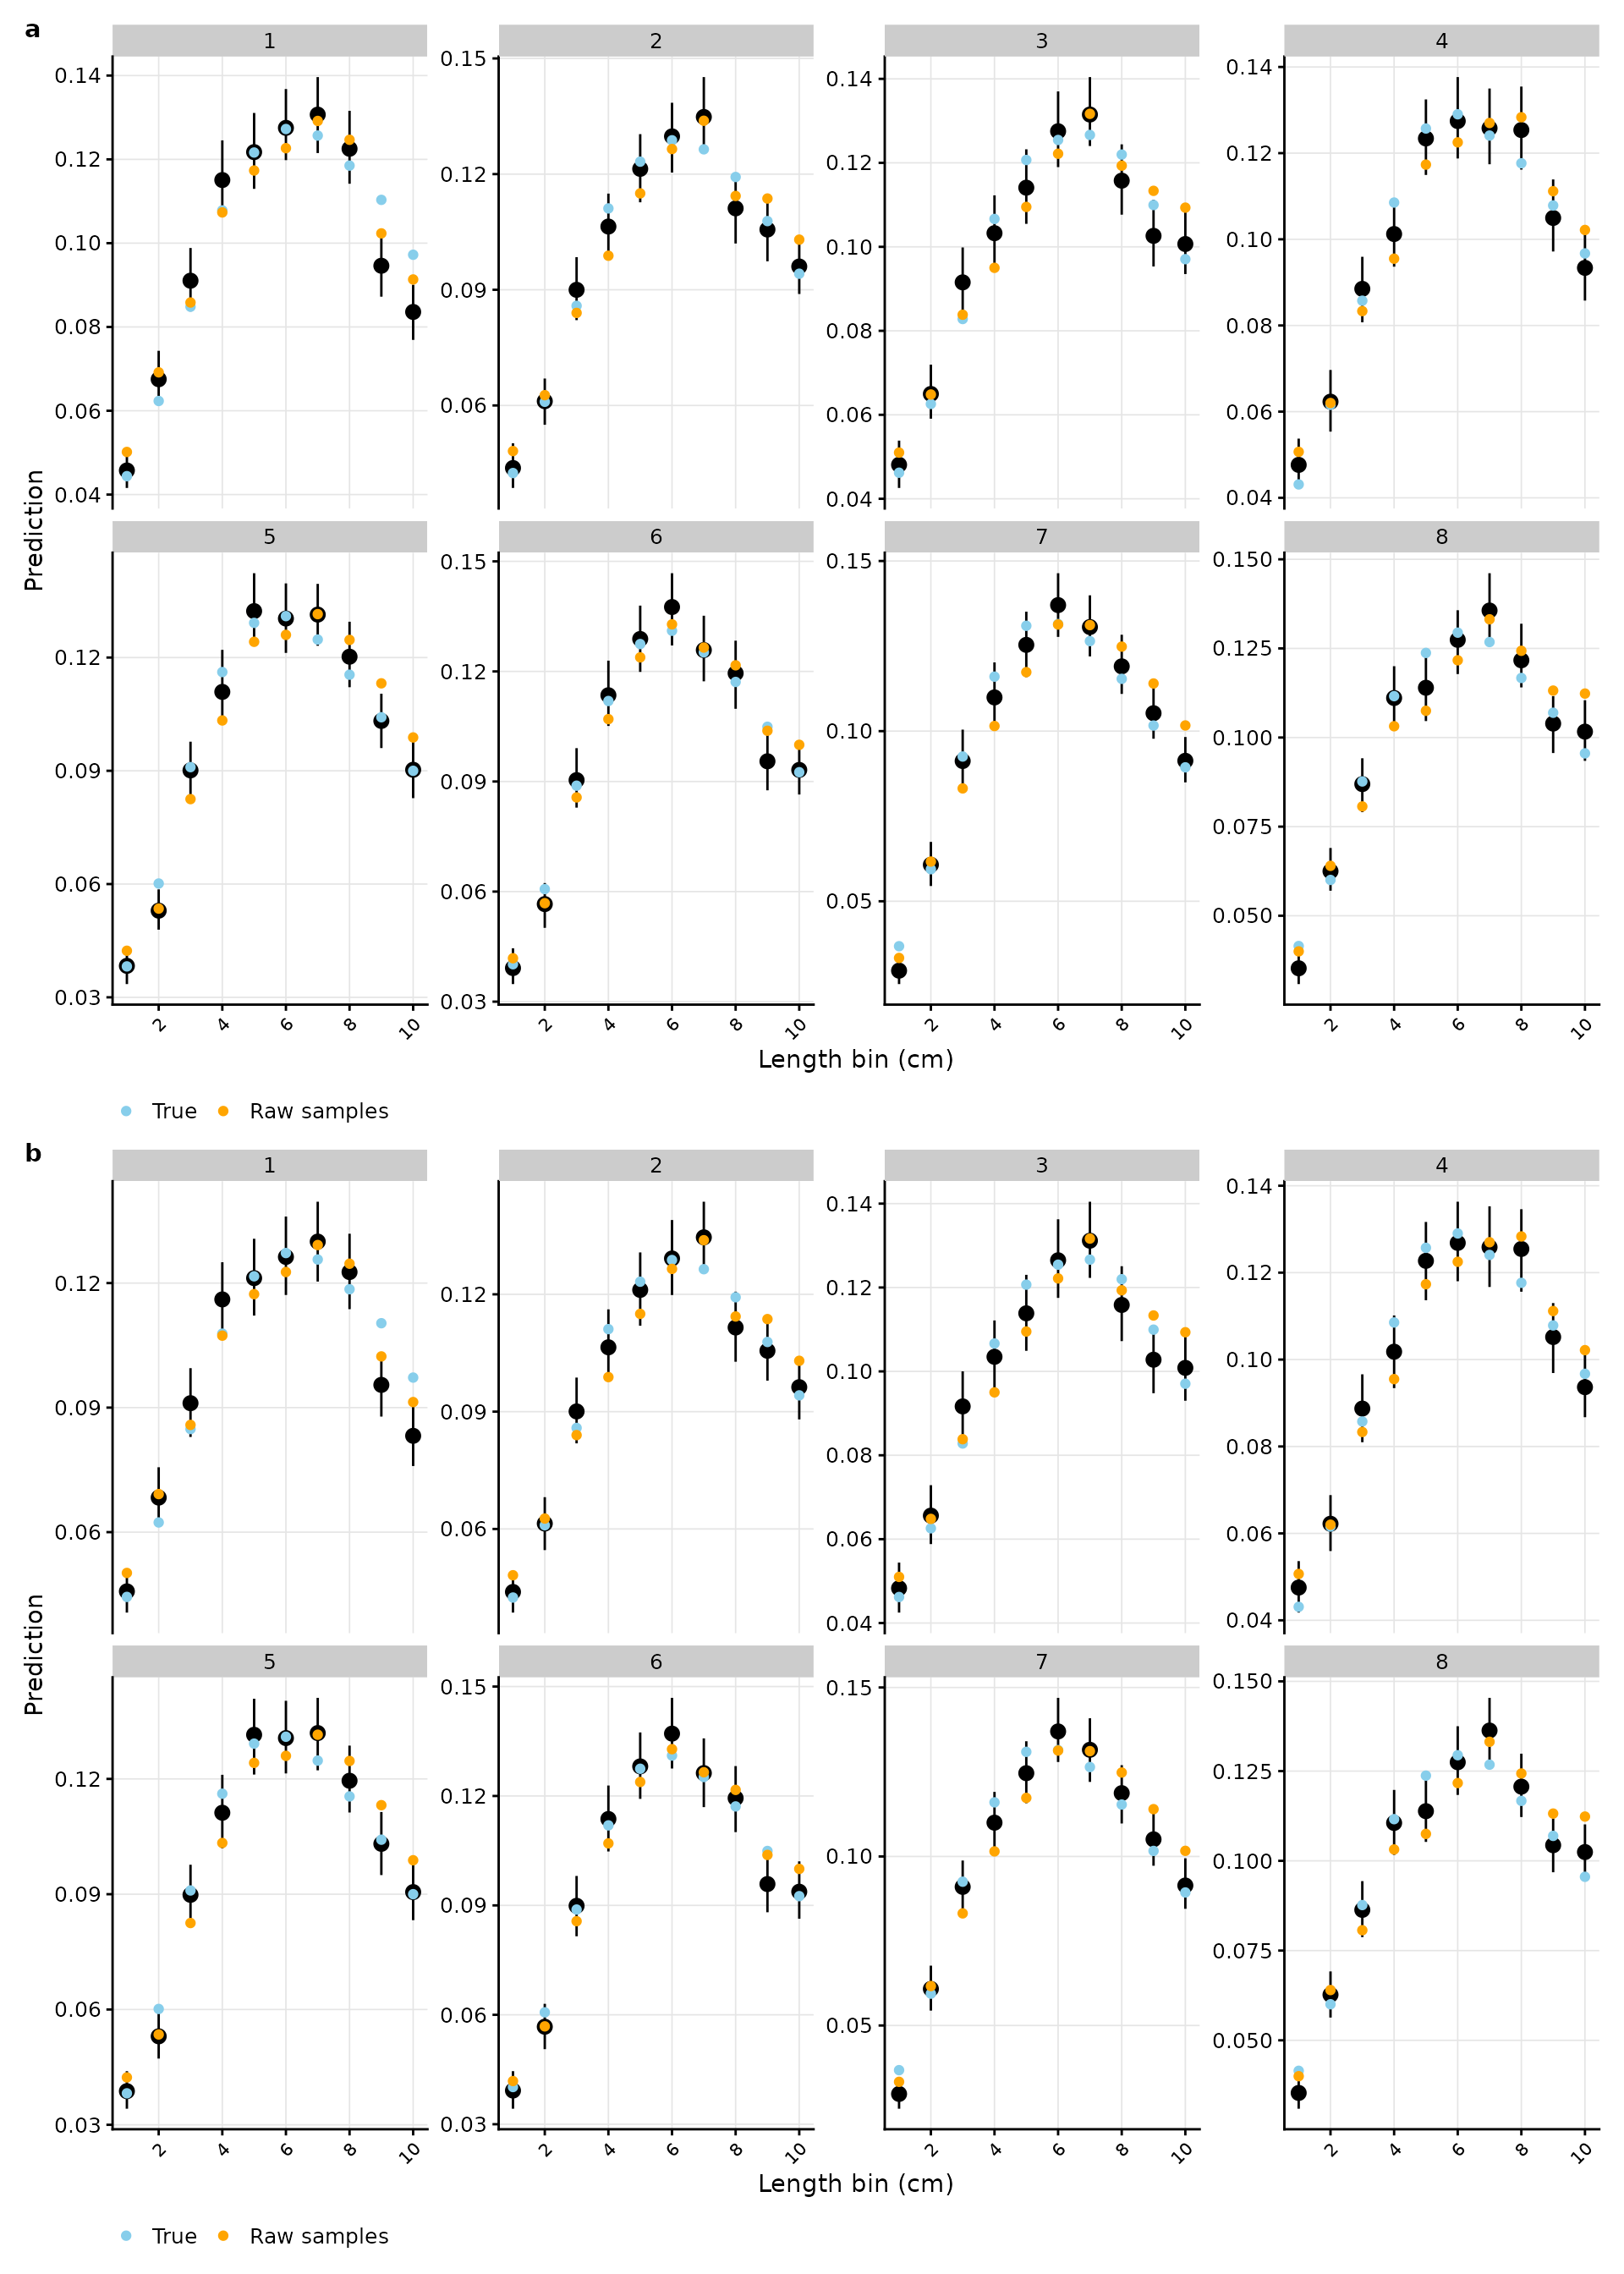 a
1 2 3 4
0.14 0.12 0.10 0.08 0.06 0.04
0.15 0.12 0.09 0.06
0.14 0.12 0.10 0.08 0.06 0.04
0.14 0.12 0.10 0.08 0.06 0.04
Prediction
5 6 7 8
0.12 0.09 0.06 0.03
0.15 0.12 0.09 0.06 0.03
0.15 0.10 0.05
0.150 0.125 0.100 0.075 0.050
2 4 6 8 10 2 4 6 8 10 2 4 6 8 10 2 4 6 8 10
Length bin (cm)
True Raw samples
b
1 2 3 4
0.12 0.09 0.06
0.12 0.09 0.06
0.14 0.12 0.10 0.08 0.06 0.04
0.14 0.12 0.10 0.08 0.06 0.04
Prediction
5 6 7 8
0.12 0.09 0.06 0.03
0.15 0.12 0.09 0.06 0.03
0.15 0.10 0.05
0.150 0.125 0.100 0.075 0.050
2 4 6 8 10 2 4 6 8 10 2 4 6 8 10 2 4 6 8 10
Length bin (cm)
True Raw samples